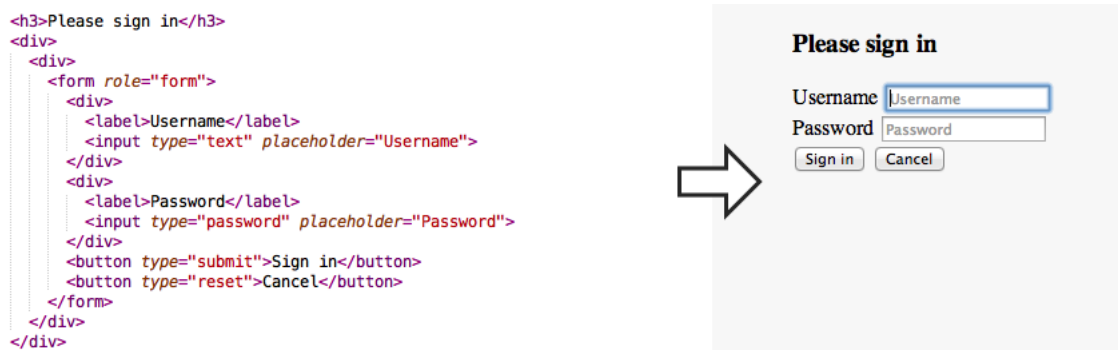 <h3>Please sign in</h3>
<div>
  <div>
    <form role="form">
      <div>
        <label>Username</label>
        <input type="text" placeholder="Username">
      </div>
      <div>
        <label>Password</label>
        <input type="password" placeholder="Password">
      </div>
      <button type="submit">Sign in</button>
      <button type="reset">Cancel</button>
    </form>
  </div>
</div>
Please sign in
Username Username
Password Password
Sign in Cancel